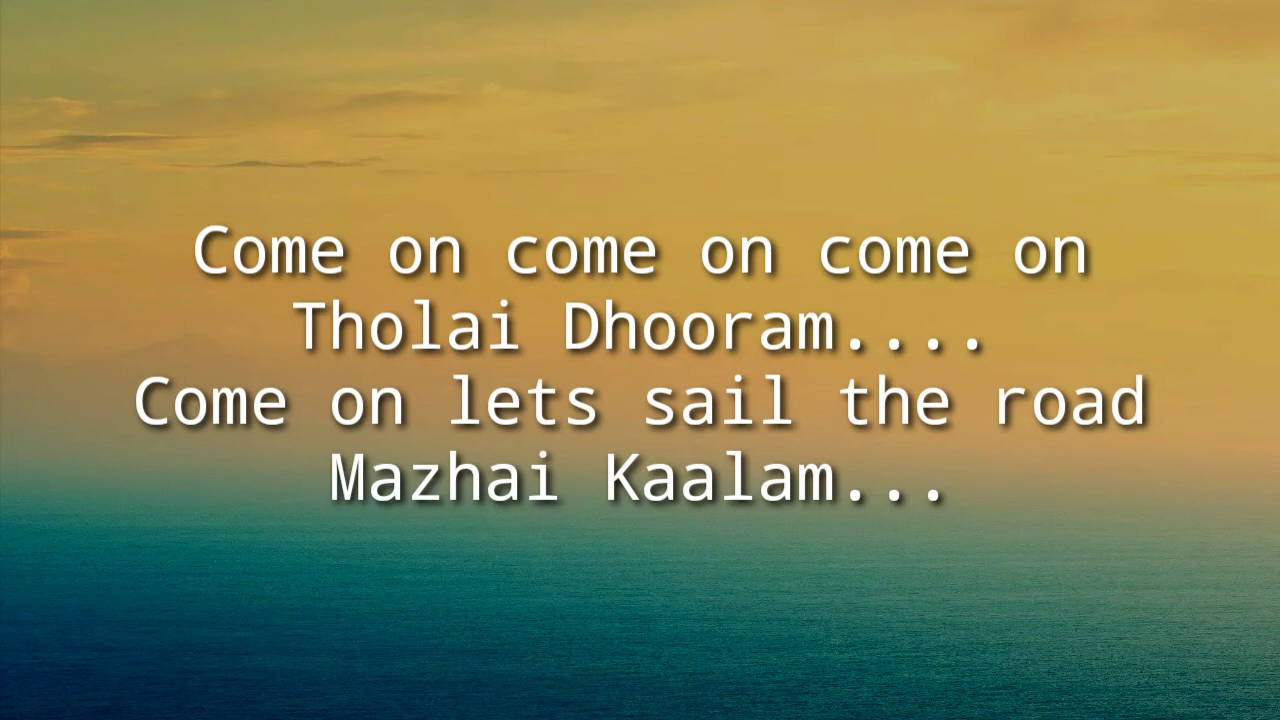 Come on come on come on
Tholai Dhooram....
Come on lets sail the road
Mazhai Kaalam...